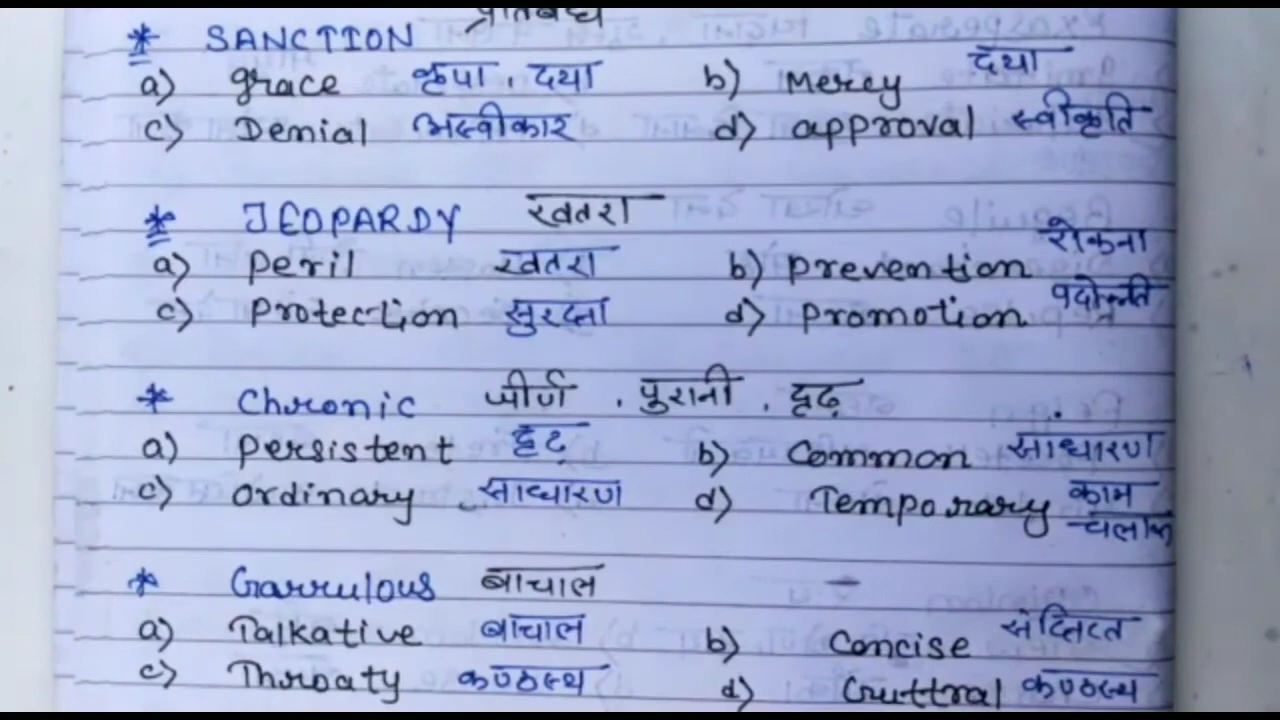 * SANCTION प्रतिबंध
a) grace कृपा, दया b) Mercy दया
c) Denial अस्वीकार d) approval स्वीकृति
* JEOPARDY खतरा
a) Peril खतरा b) Prevention रोकना
c) Protection सुरक्षा d) Promotion पदोन्नति
* Chronic जीर्ण, पुरानी, दृढ़
a) Persistent दृढ़ b) Common साधारण
c) ordinary साधारण d) Temporary काम चलाऊ
* Garrulous बाचाल
a) Talkative बाचाल b) Concise संक्षिप्त
c) Throaty कण्ठस्थ d) Guttral कण्ठस्थ